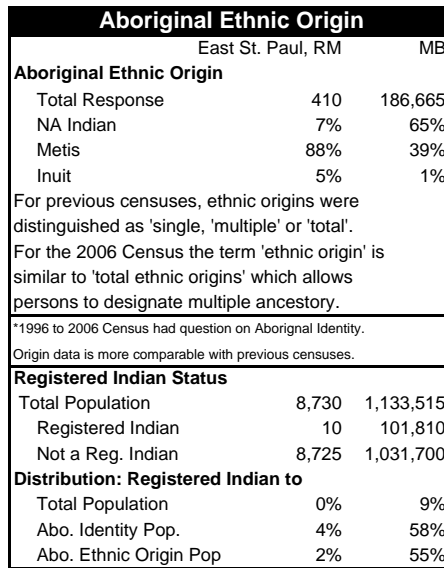 Aboriginal Ethnic Origin
East St. Paul, RM MB
Aboriginal Ethnic Origin
Total Response 410 186,665
NA Indian 7% 65%
Metis 88% 39%
Inuit 5% 1%
For previous censuses, ethnic origins were
distinguished as 'single, 'multiple' or 'total'.
For the 2006 Census the term 'ethnic origin' is
similar to 'total ethnic origins' which allows
persons to designate multiple ancestory.
*1996 to 2006 Census had question on Aborignal Identity.
Origin data is more comparable with previous censuses.
Registered Indian Status
Total Population 8,730 1,133,515
Registered Indian 10 101,810
Not a Reg. Indian 8,725 1,031,700
Distribution: Registered Indian to
Total Population 0% 9%
Abo. Identity Pop. 4% 58%
Abo. Ethnic Origin Pop 2% 55%